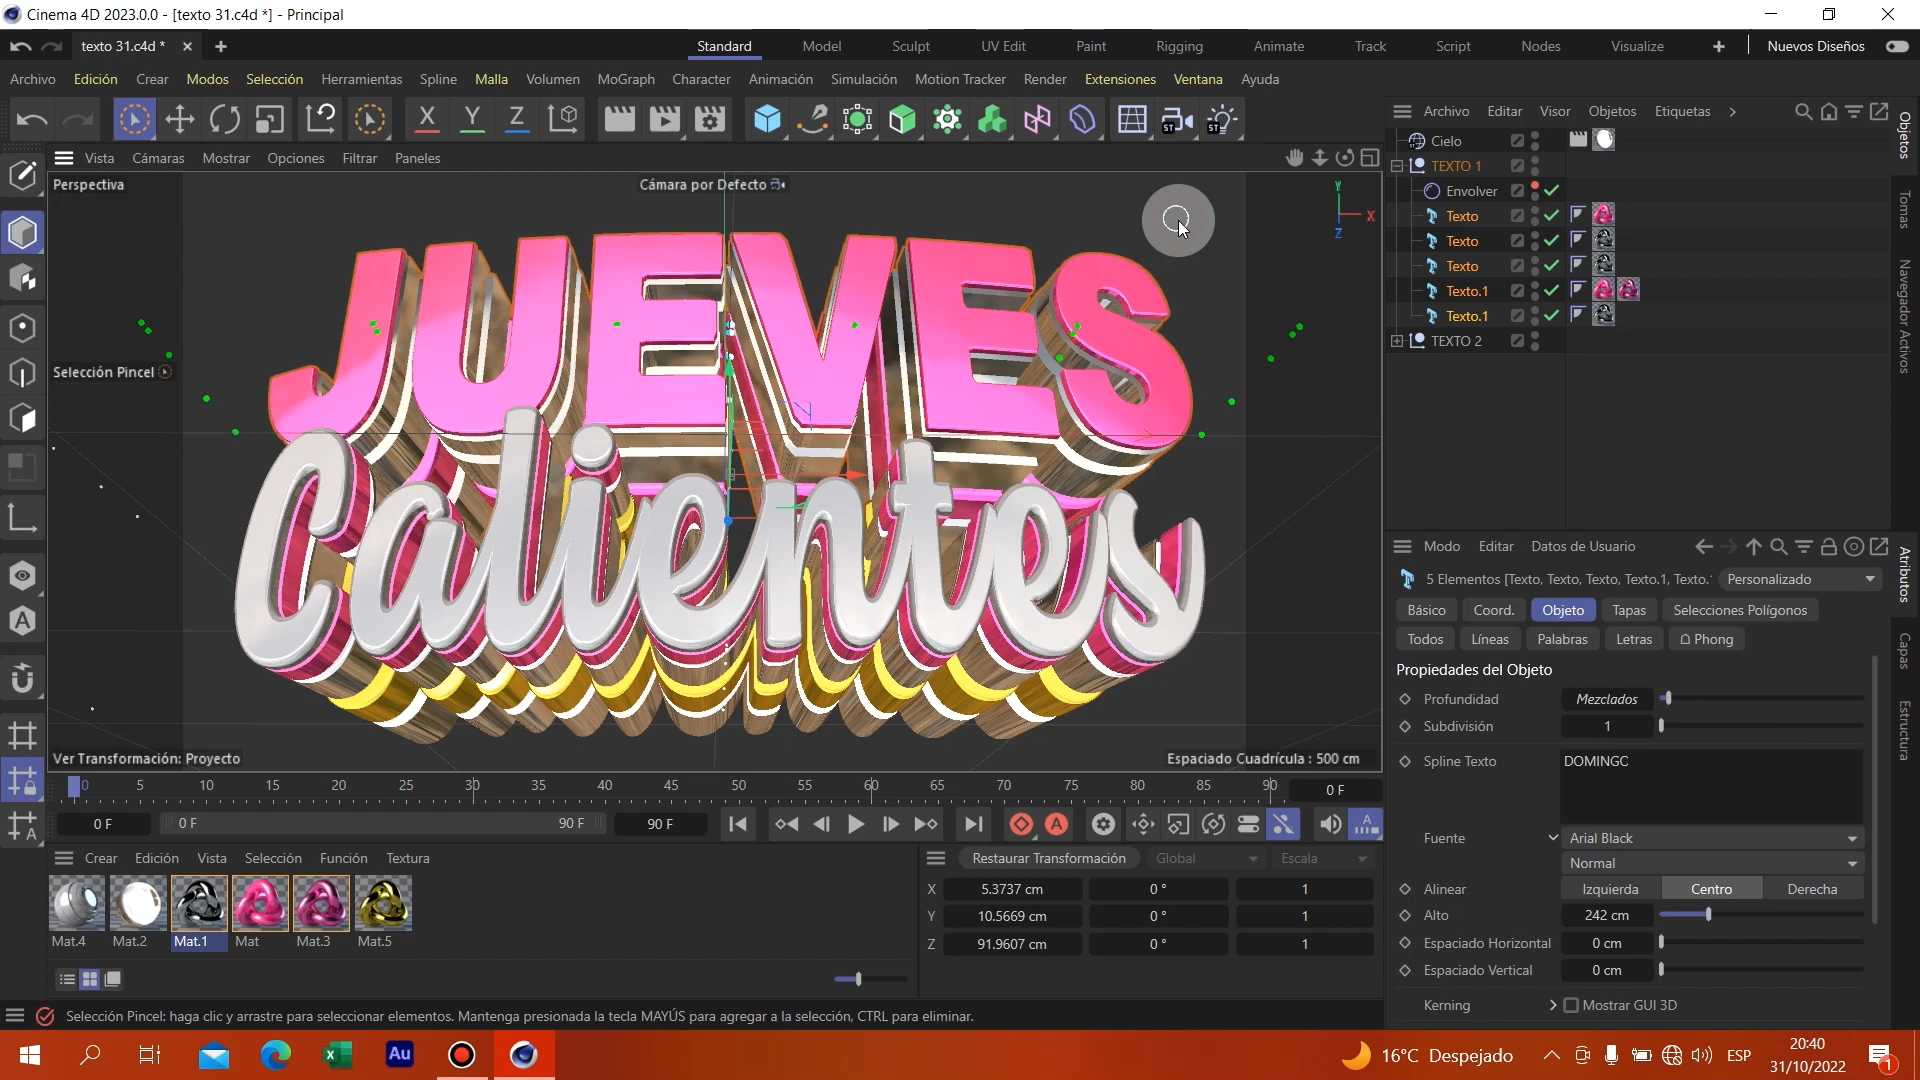 Cinema 4D 2023.0.0 - [texto 31.c4d *] - Principal
texto 31.c4d *
Standard Model Sculpt UV Edit Paint Rigging Animate Track Script Nodes Visualize Nuevos Diseños
Archivo Edición Crear Modos Selección Herramientas Spline Malla Volumen MoGraph Character Animación Simulación Motion Tracker Render Extensiones Ventana Ayuda
X Y Z
ST ST
Archivo Editar Visor Objetos Etiquetas
Vista Cámaras Mostrar Opciones Filtrar Paneles
Perspectiva
Cámara por Defecto
Y X Z
Cielo
TEXTO 1
Envolver
Texto
Texto
Texto
Texto.1
Texto.1
TEXTO 2
Objetos
Tomas
Navegador Activos
JUEVES
Calientes
Selección Pincel
Ver Transformación: Proyecto
Espaciado Cuadrícula : 500 cm
Modo Editar Datos de Usuario
5 Elementos [Texto, Texto, Texto, Texto.1, Texto.
Personalizado
Básico Coord. Objeto Tapas Selecciones Polígonos
Todos Líneas Palabras Letras Phong
Propiedades del Objeto
Profundidad Mezclados
Subdivisión 1
Spline Texto DOMINGC
Fuente Arial Black
Normal
Alinear Izquierda Centro Derecha
Alto 242 cm
Espaciado Horizontal 0 cm
Espaciado Vertical 0 cm
Kerning Mostrar GUI 3D
Atributos
Capas
Estructura
0 5 10 15 20 25 30 35 40 45 50 55 60 65 70 75 80 85 90 0 F
0 F 0 F 90 F 90 F
Crear Edición Vista Selección Función Textura
Mat.4 Mat.2 Mat.1 Mat Mat.3 Mat.5
Restaurar Transformación Global Escala
X 5.3737 cm 0 ° 1
Y 10.5669 cm 0 ° 1
Z 91.9607 cm 0 ° 1
Selección Pincel: haga clic y arrastre para seleccionar elementos. Mantenga presionada la tecla MAYÚS para agregar a la selección, CTRL para eliminar.
Au
16°C Despejado
ESP
20:40
31/10/2022
1